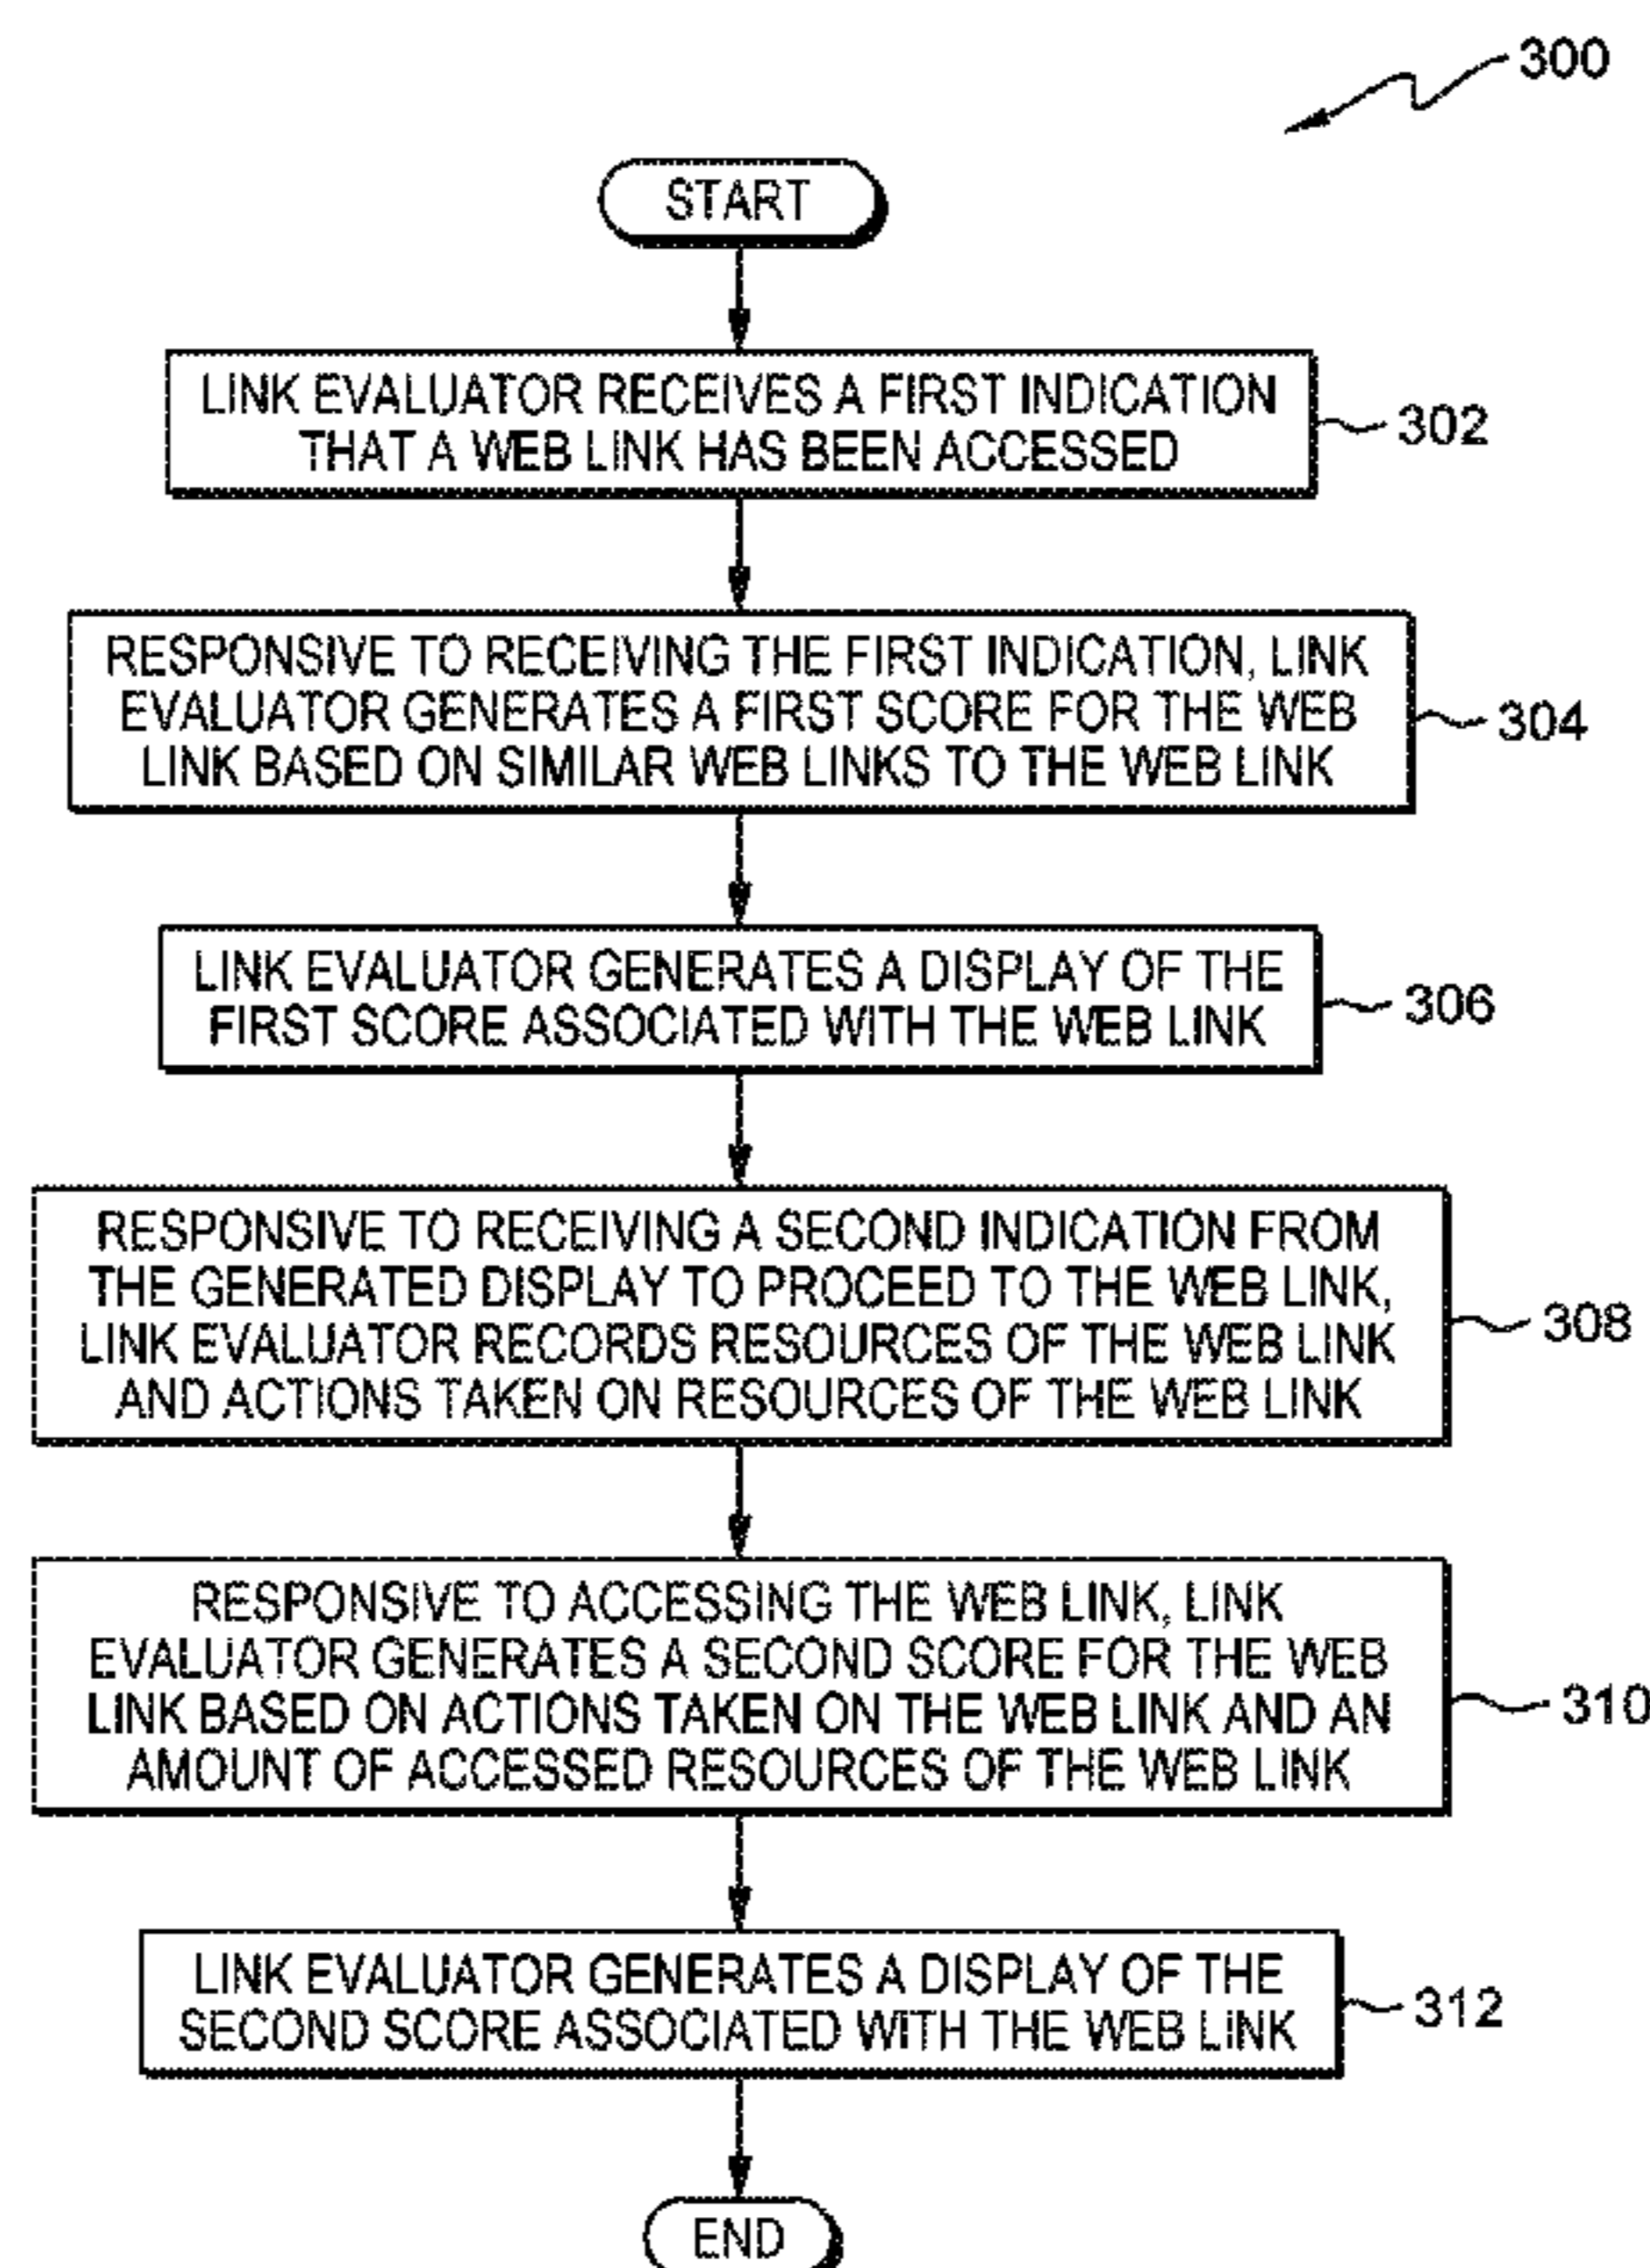 300
START
LINK EVALUATOR RECEIVES A FIRST INDICATION
THAT A WEB LINK HAS BEEN ACCESSED
302
RESPONSIVE TO RECEIVING THE FIRST INDICATION, LINK
EVALUATOR GENERATES A FIRST SCORE FOR THE WEB
LINK BASED ON SIMILAR WEB LINKS TO THE WEB LINK
304
LINK EVALUATOR GENERATES A DISPLAY OF THE
FIRST SCORE ASSOCIATED WITH THE WEB LINK
306
RESPONSIVE TO RECEIVING A SECOND INDICATION FROM
THE GENERATED DISPLAY TO PROCEED TO THE WEB LINK,
LINK EVALUATOR RECORDS RESOURCES OF THE WEB LINK
AND ACTIONS TAKEN ON RESOURCES OF THE WEB LINK
308
RESPONSIVE TO ACCESSING THE WEB LINK, LINK
EVALUATOR GENERATES A SECOND SCORE FOR THE WEB
LINK BASED ON ACTIONS TAKEN ON THE WEB LINK AND AN
AMOUNT OF ACCESSED RESOURCES OF THE WEB LINK
310
LINK EVALUATOR GENERATES A DISPLAY OF THE
SECOND SCORE ASSOCIATED WITH THE WEB LINK
312
END